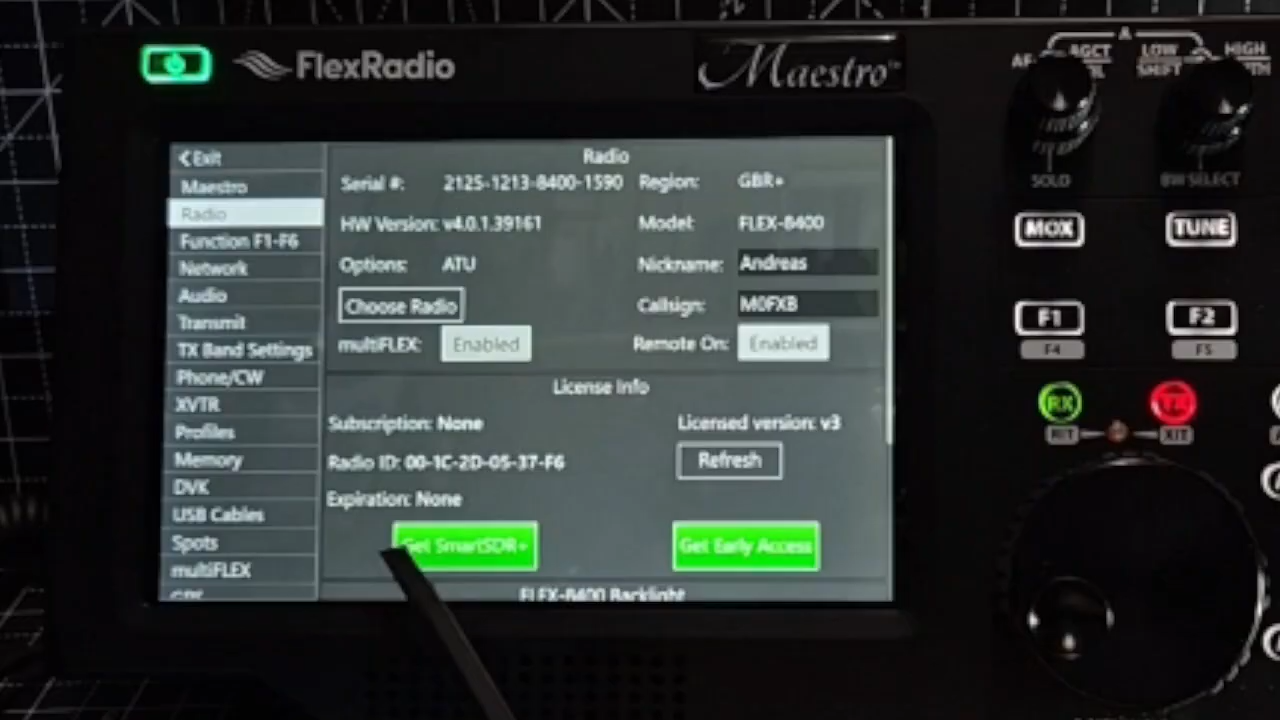 FlexRadio
Maestro™
Exit
Maestro
Radio
Function F1-F6
Network
Audio
Transmit
TX Band Settings
Phone/CW
XVTR
Profiles
Memory
DVK
USB Cables
Spots
multiFLEX
Radio
Serial #: 2125-1213-8400-1590 Region: GBR+
HW Version: v4.0.1.39161 Model: FLEX-8400
Options: ATU Nickname: Andreas
Choose Radio Callsign: M0FXB
multiFLEX: Enabled Remote On: Enabled
License Info
Subscription: None Licensed version: v3
Radio ID: 00-1C-2D-05-37-F6 Refresh
Expiration: None
Get SmartSDR+ Get Early Access
FLEX-8400 Backlight
A
AGCT LOW HIGH
SHIFT
SOLO BW SELECT
MOX TUNE
F1 F2
F4 F5
RX TX
RIT XIT